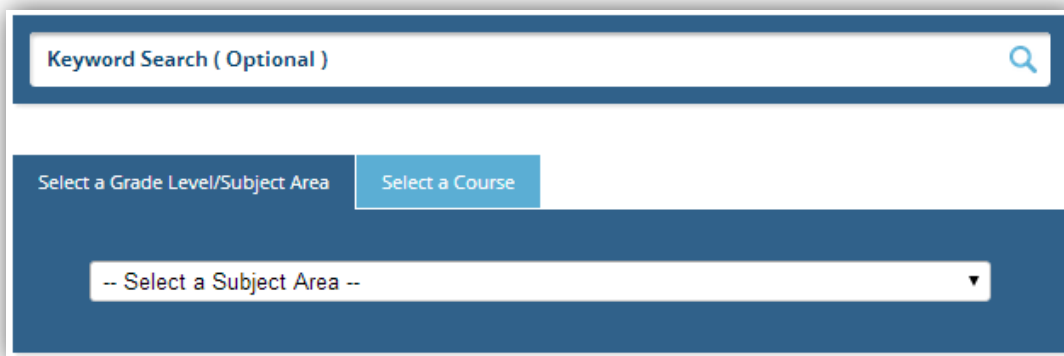 Keyword Search ( Optional )
Select a Grade Level/Subject Area
Select a Course
-- Select a Subject Area --